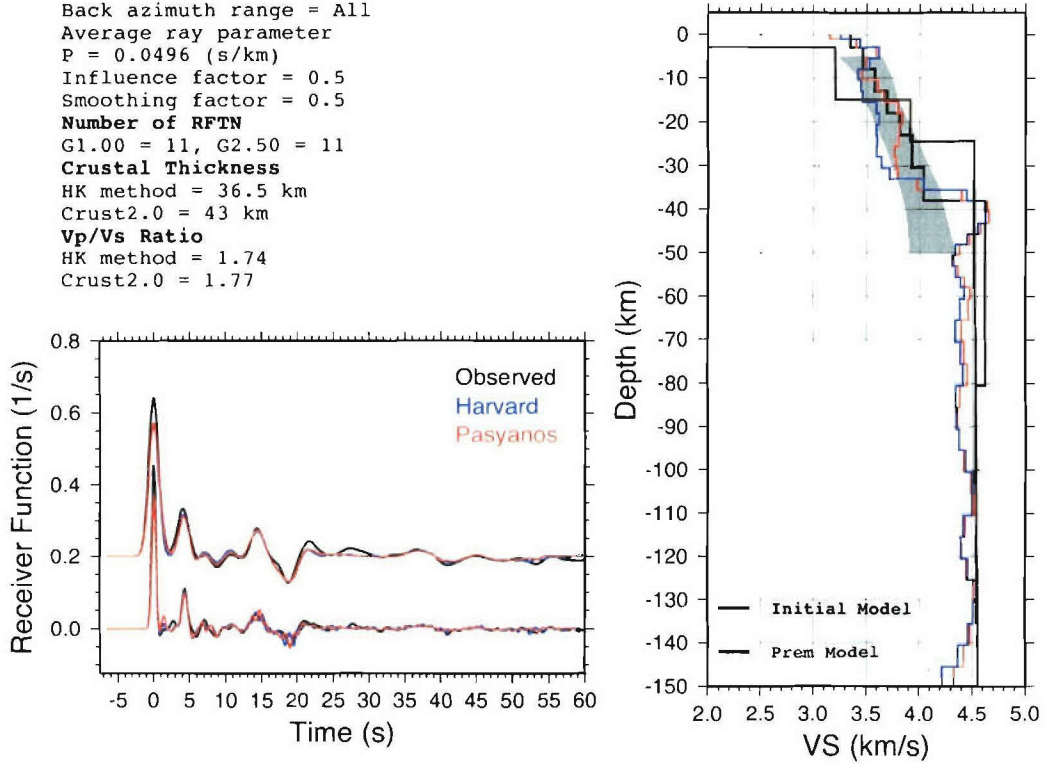 Back azimuth range = All
Average ray parameter
P = 0.0496 (s/km)
Influence factor = 0.5
Smoothing factor = 0.5
Number of RFTN
G1.00 = 11, G2.50 = 11
Crustal Thickness
HK method = 36.5 km
Crust2.0 = 43 km
Vp/Vs Ratio
HK method = 1.74
Crust2.0 = 1.77
0.8
0.6
0.4
0.2
0.0
Receiver Function (1/s)
Observed
Harvard
Pasyanos
-5 0 5 10 15 20 25 30 35 40 45 50 55 60
Time (s)
0
-10
-20
-30
-40
-50
-60
-70
-80
-90
-100
-110
-120
-130
-140
-150
Depth (km)
Initial Model
Prem Model
2.0 2.5 3.0 3.5 4.0 4.5 5.0
VS (km/s)